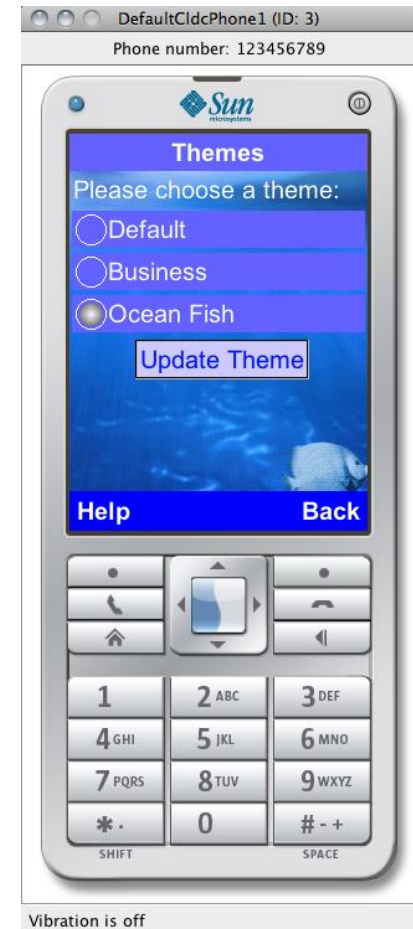 DefaultCldcPhone1 (ID: 3)
Phone number: 123456789
Sun
microsystems
Themes
Please choose a theme:
Default
Business
Ocean Fish
Update Theme
Help Back
1 2 ABC 3 DEF
4 GHI 5 JKL 6 MNO
7 PQRS 8 TUV 9 WXYZ
* . 0 # - +
SHIFT SPACE
Vibration is off